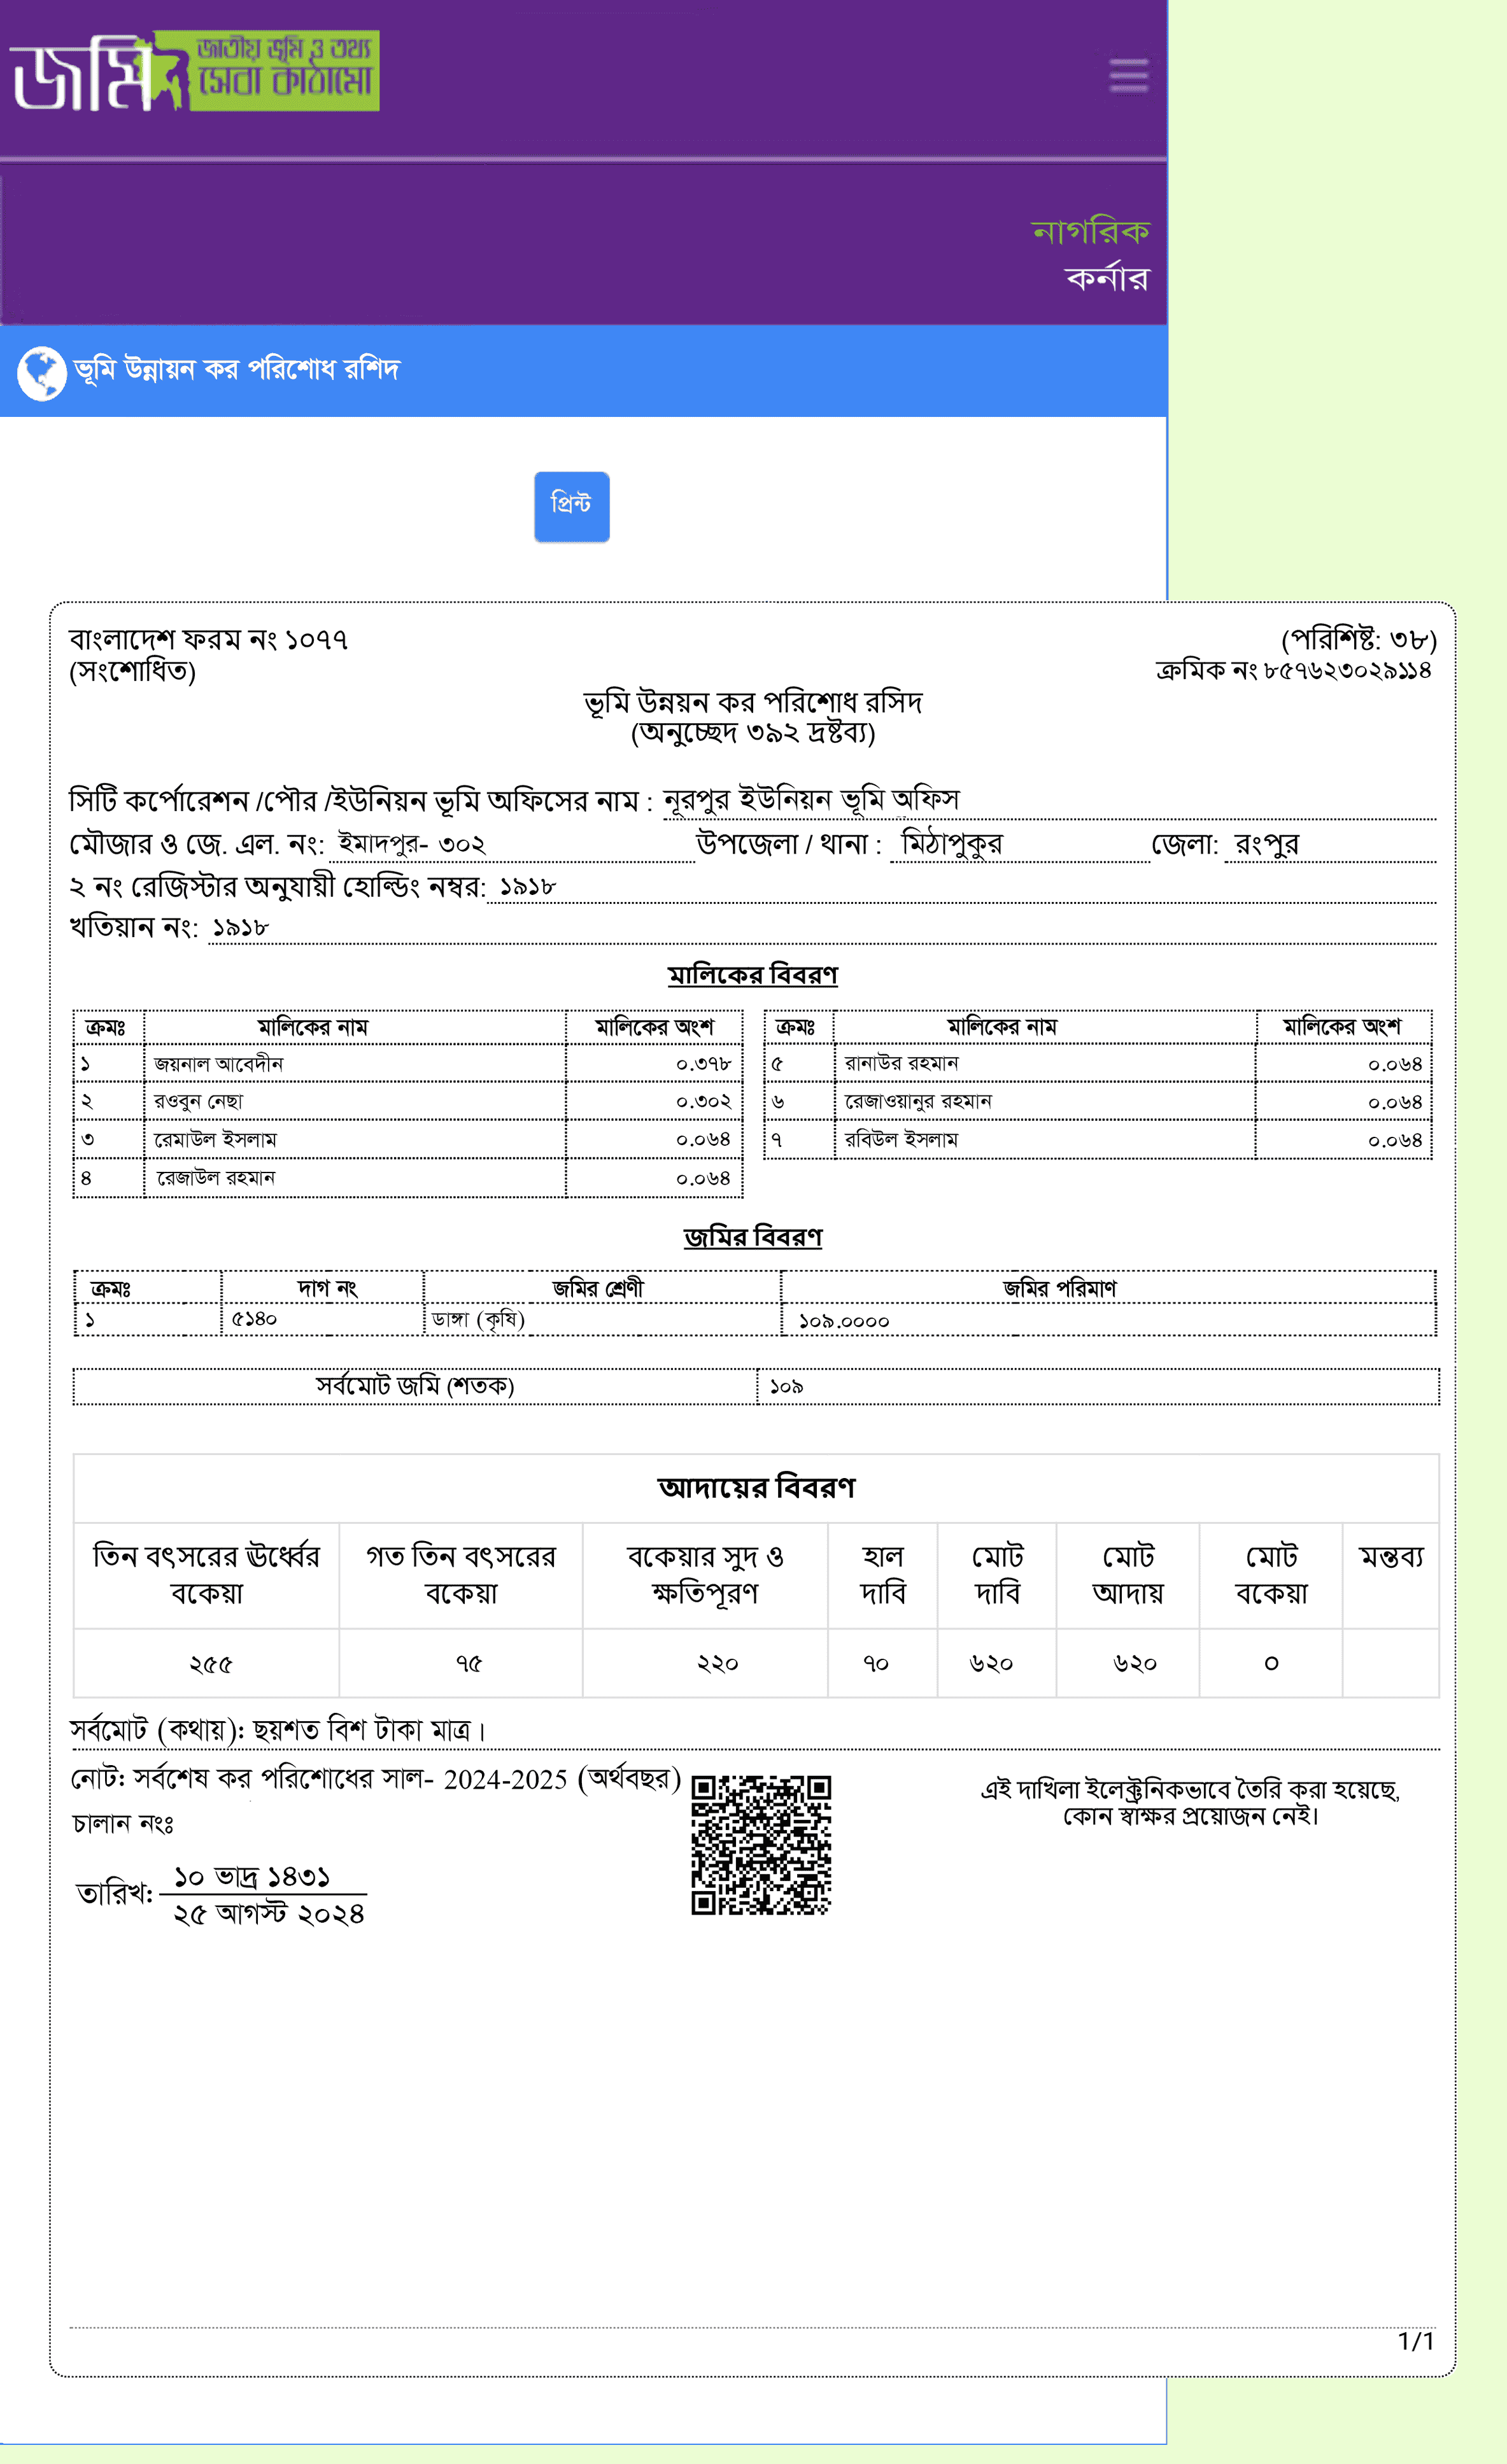 জমিন জাতীয় ভূমি ও তথ্য
সেবা কাঠামো
নাগরিক
কর্নার
ভূমি উন্নায়ন কর পরিশোধ রশিদ
প্রিন্ট
বাংলাদেশ ফরম নং ১০৭৭
(সংশোধিত)
(পরিশিষ্ট: ৩৮)
ক্রমিক নং ৮৫৭৬২৩০২৯১১৪
ভূমি উন্নয়ন কর পরিশোধ রসিদ
(অনুচ্ছেদ ৩৯২ দ্রষ্টব্য)
সিটি কর্পোরেশন /পৌর /ইউনিয়ন ভূমি অফিসের নাম : নূরপুর ইউনিয়ন ভূমি অফিস
মৌজার ও জে. এল. নং: ইমাদপুর- ৩০২ উপজেলা / থানা : মিঠাপুকুর জেলা: রংপুর
২ নং রেজিস্টার অনুযায়ী হোল্ডিং নম্বর: ১৯১৮
খতিয়ান নং: ১৯১৮
মালিকের বিবরণ
ক্রমঃ মালিকের নাম মালিকের অংশ ক্রমঃ মালিকের নাম মালিকের অংশ
১ জয়নাল আবেদীন ০.৩৭৮ ৫ রানাউর রহমান ০.০৬৪
২ রওবুন নেছা ০.৩০২ ৬ রেজাওয়ানুর রহমান ০.০৬৪
৩ রেমাউল ইসলাম ০.০৬৪ ৭ রবিউল ইসলাম ০.০৬৪
৪ রেজাউল রহমান ০.০৬৪
জমির বিবরণ
ক্রমঃ দাগ নং জমির শ্রেণী জমির পরিমাণ
১ ৫১৪০ ডাঙ্গা (কৃষি) ১০৯.০০০০
সর্বমোট জমি (শতক) ১০৯
আদায়ের বিবরণ
তিন বৎসরের ঊর্ধ্বের গত তিন বৎসরের বকেয়ার সুদ ও হাল মোট মোট মোট মন্তব্য
বকেয়া বকেয়া ক্ষতিপূরণ দাবি দাবি আদায় বকেয়া
২৫৫ ৭৫ ২২০ ৭০ ৬২০ ৬২০ ০
সর্বমোট (কথায়): ছয়শত বিশ টাকা মাত্র।
নোট: সর্বশেষ কর পরিশোধের সাল- 2024-2025 (অর্থবছর)
চালান নংঃ
তারিখ: ১০ ভাদ্র ১৪৩১
২৫ আগস্ট ২০২৪
এই দাখিলা ইলেক্ট্রনিকভাবে তৈরি করা হয়েছে,
কোন স্বাক্ষর প্রয়োজন নেই।
1/1